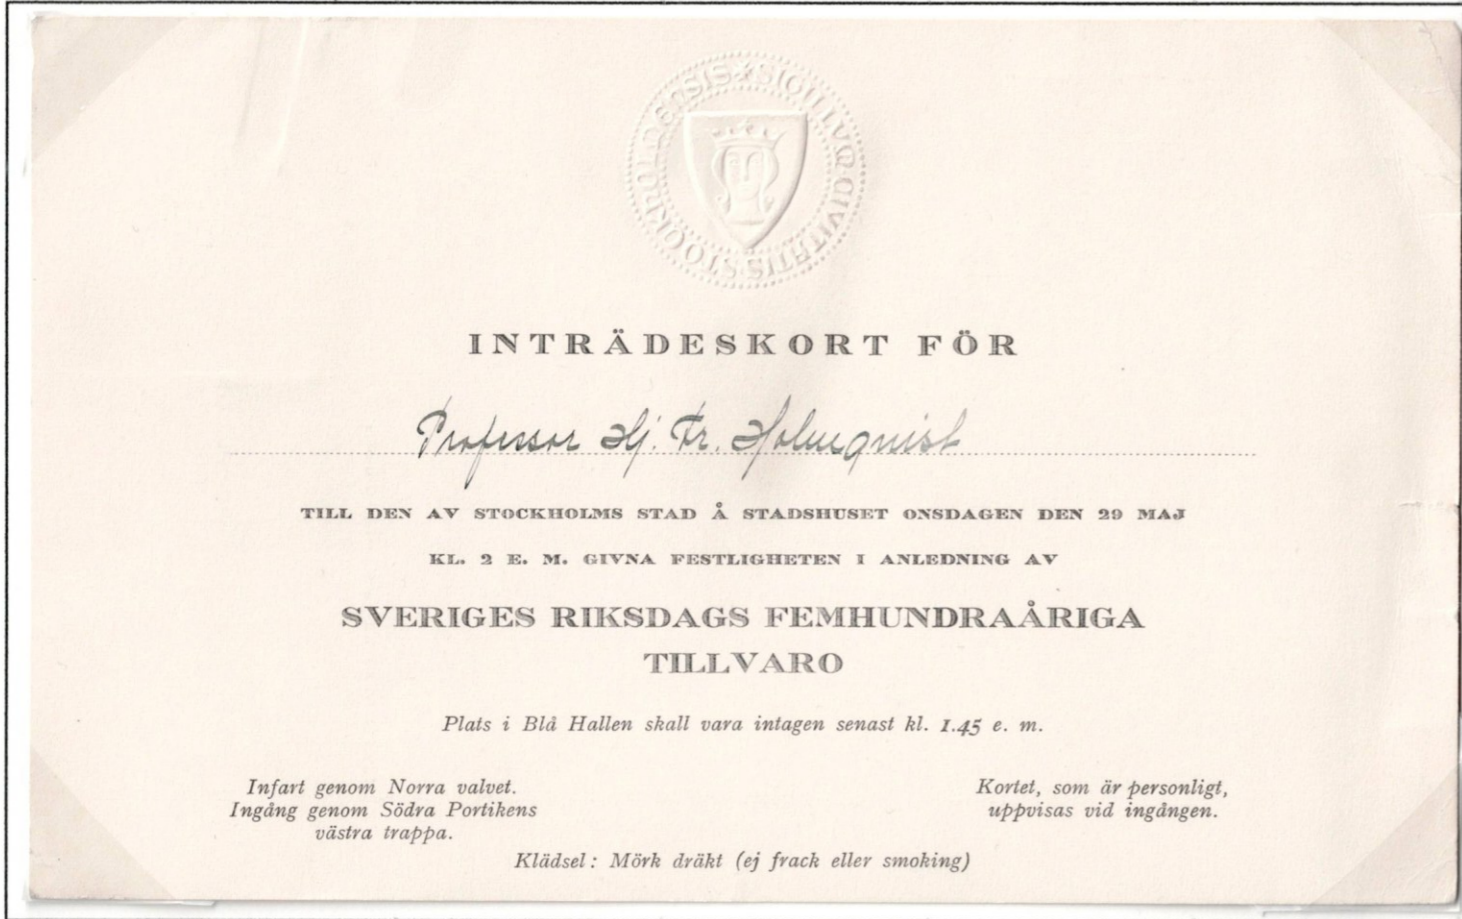 SIGILLVM CIVITATIS STOCKHOLMENSIS
INTRÄDESKORT FÖR
Professor Hj. Fr. Holmqvist
TILL DEN AV STOCKHOLMS STAD Å STADSHUSET ONSDAGEN DEN 29 MAJ
KL. 2 E. M. GIVNA FESTLIGHETEN I ANLEDNING AV
SVERIGES RIKSDAGS FEMHUNDRAÅRIGA
TILLVARO
Plats i Blå Hallen skall vara intagen senast kl. 1.45 e. m.
Infart genom Norra valvet.
Ingång genom Södra Portikens
västra trappa.
Kortet, som är personligt,
uppvisas vid ingången.
Klädsel: Mörk dräkt (ej frack eller smoking)